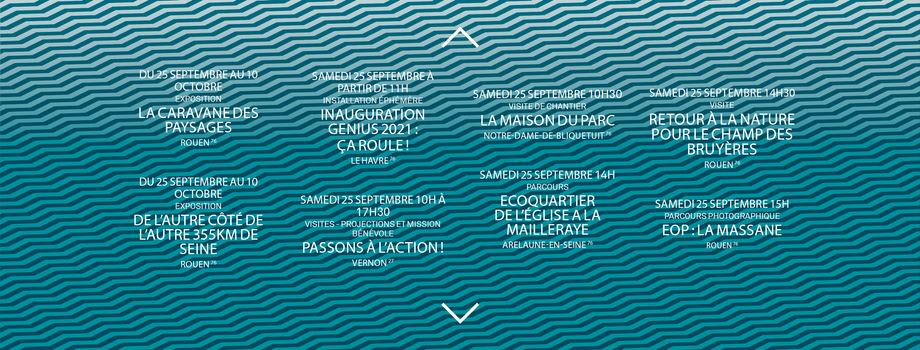 DU 25 SEPTEMBRE AU 10
OCTOBRE
EXPOSITION
LA CARAVANE DES
PAYSAGES
ROUEN 76
DU 25 SEPTEMBRE AU 10
OCTOBRE
EXPOSITION
DE L'AUTRE CÔTÉ DE
L'AUTRE 355KM DE
SEINE
ROUEN 76
SAMEDI 25 SEPTEMBRE À
PARTIR DE 11H
INSTALLATION ÉPHÉMÈRE
INAUGURATION
GENIUS 2021 :
ÇA ROULE !
LE HAVRE 76
SAMEDI 25 SEPTEMBRE 10H À
17H30
VISITES - PROJECTIONS ET MISSION
BÉNÉVOLE
PASSONS À L'ACTION !
VERNON 27
SAMEDI 25 SEPTEMBRE 10H30
VISITE DE CHANTIER
LA MAISON DU PARC
NOTRE-DAME-DE-BLIQUETUIT 76
SAMEDI 25 SEPTEMBRE 14H
PARCOURS
ECOQUARTIER
DE L'ÉGLISE A LA
MAILLERAYE
ARELAUNE-EN-SEINE 76
SAMEDI 25 SEPTEMBRE 14H30
VISITE
RETOUR À LA NATURE
POUR LE CHAMP DES
BRUYÈRES
ROUEN 76
SAMEDI 25 SEPTEMBRE 15H
PARCOURS PHOTOGRAPHIQUE
EOP : LA MASSANE
ROUEN 76